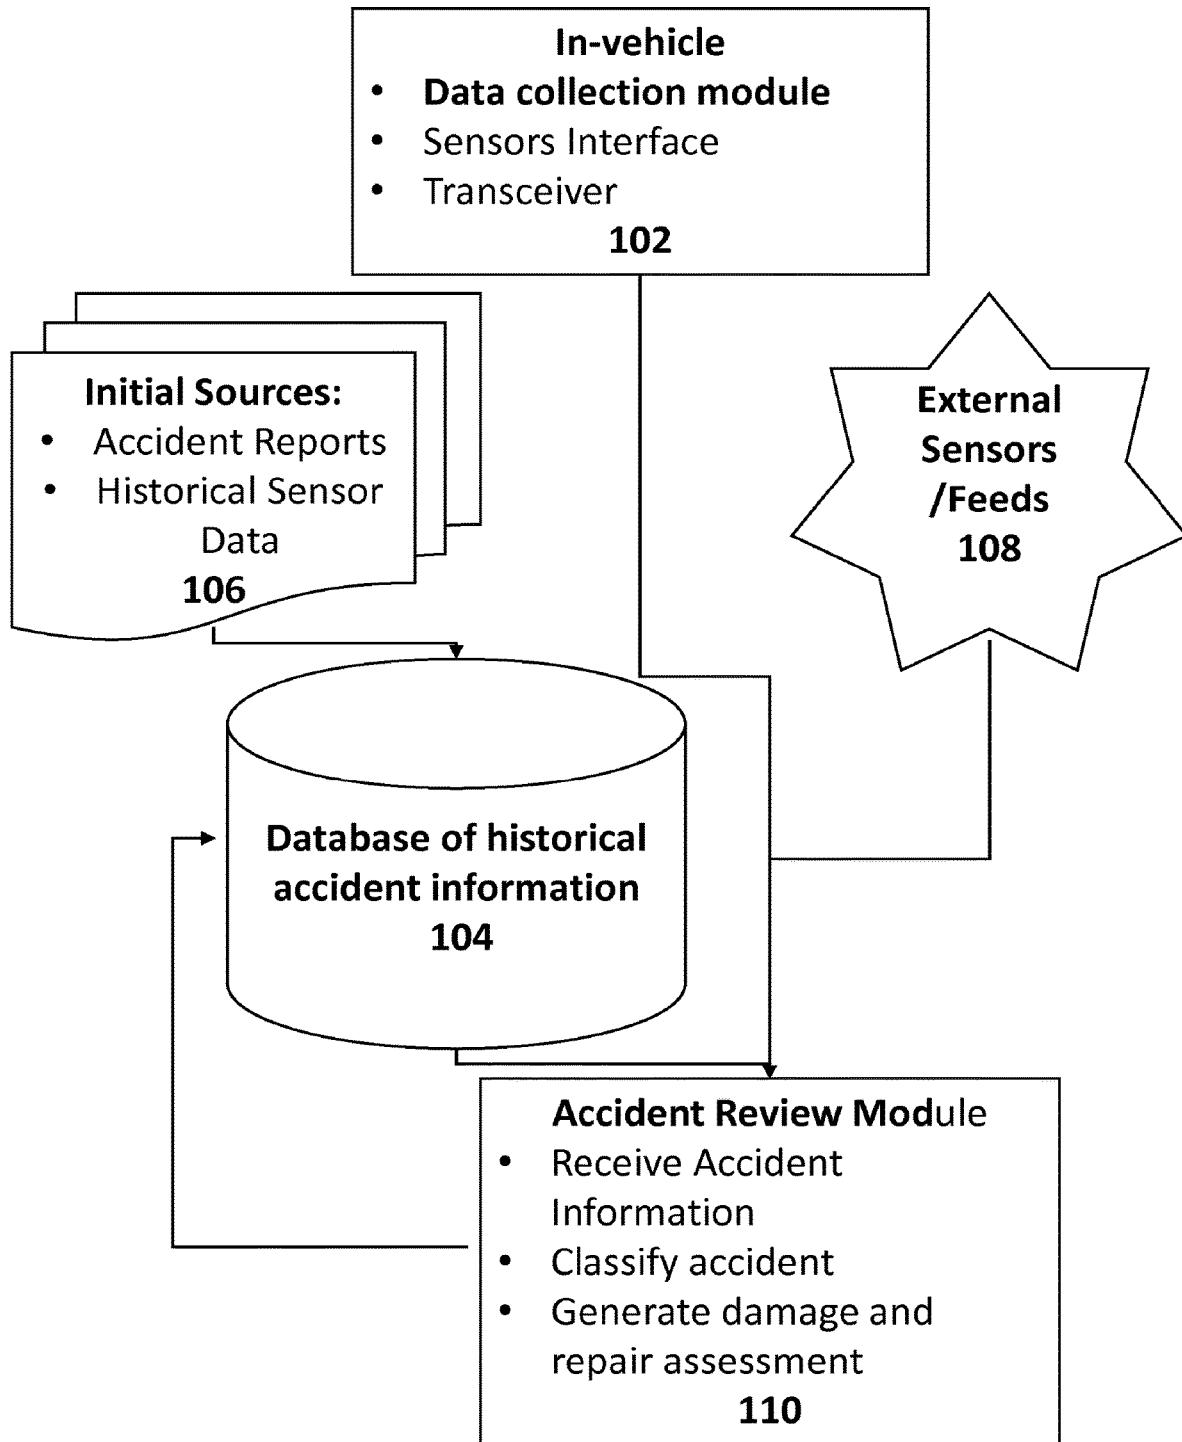 In-vehicle
• Data collection module
• Sensors Interface
• Transceiver
102
Initial Sources:
• Accident Reports
• Historical Sensor
Data
106
External
Sensors
/Feeds
108
Database of historical
accident information
104
Accident Review Module
• Receive Accident
Information
• Classify accident
• Generate damage and
repair assessment
110